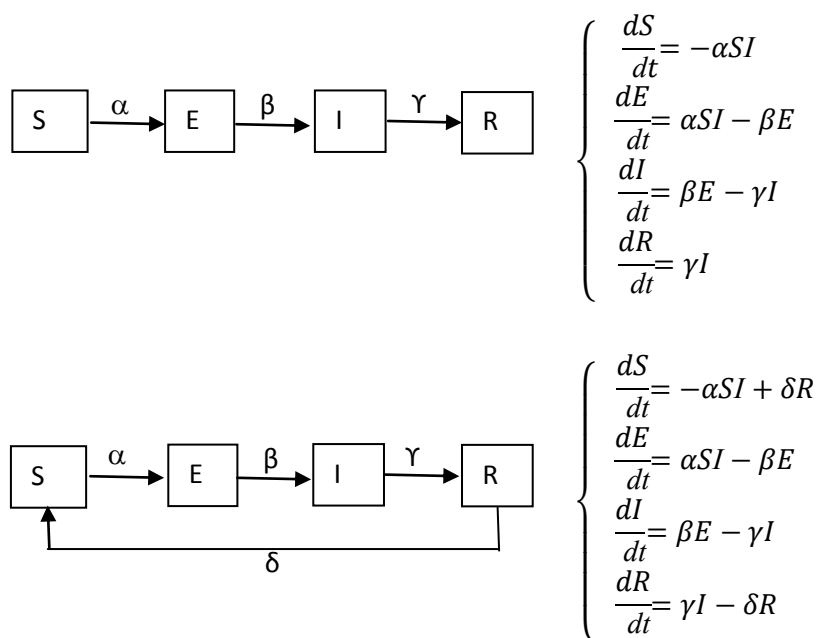 α β γ
S E I R
dS/dt = −αSI
dE/dt = αSI − βE
dI/dt = βE − γI
dR/dt = γI
α β γ
S E I R
δ
dS/dt = −αSI + δR
dE/dt = αSI − βE
dI/dt = βE − γI
dR/dt = γI − δR